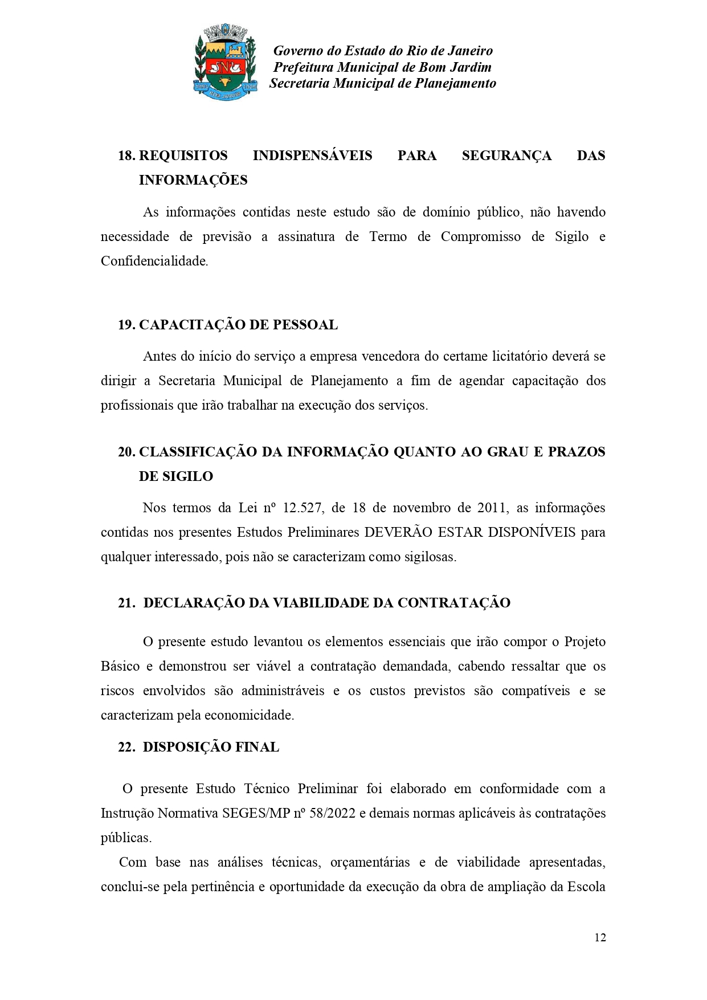 Governo do Estado do Rio de Janeiro
Prefeitura Municipal de Bom Jardim
Secretaria Municipal de Planejamento
1893 1929
BOM JARDIM
18. REQUISITOS INDISPENSÁVEIS PARA SEGURANÇA DAS
INFORMAÇÕES
As informações contidas neste estudo são de domínio público, não havendo
necessidade de previsão a assinatura de Termo de Compromisso de Sigilo e
Confidencialidade.
19. CAPACITAÇÃO DE PESSOAL
Antes do início do serviço a empresa vencedora do certame licitatório deverá se
dirigir a Secretaria Municipal de Planejamento a fim de agendar capacitação dos
profissionais que irão trabalhar na execução dos serviços.
20. CLASSIFICAÇÃO DA INFORMAÇÃO QUANTO AO GRAU E PRAZOS
DE SIGILO
Nos termos da Lei nº 12.527, de 18 de novembro de 2011, as informações
contidas nos presentes Estudos Preliminares DEVERÃO ESTAR DISPONÍVEIS para
qualquer interessado, pois não se caracterizam como sigilosas.
21. DECLARAÇÃO DA VIABILIDADE DA CONTRATAÇÃO
O presente estudo levantou os elementos essenciais que irão compor o Projeto
Básico e demonstrou ser viável a contratação demandada, cabendo ressaltar que os
riscos envolvidos são administráveis e os custos previstos são compatíveis e se
caracterizam pela economicidade.
22. DISPOSIÇÃO FINAL
O presente Estudo Técnico Preliminar foi elaborado em conformidade com a
Instrução Normativa SEGES/MP nº 58/2022 e demais normas aplicáveis às contratações
públicas.
Com base nas análises técnicas, orçamentárias e de viabilidade apresentadas,
conclui-se pela pertinência e oportunidade da execução da obra de ampliação da Escola
12